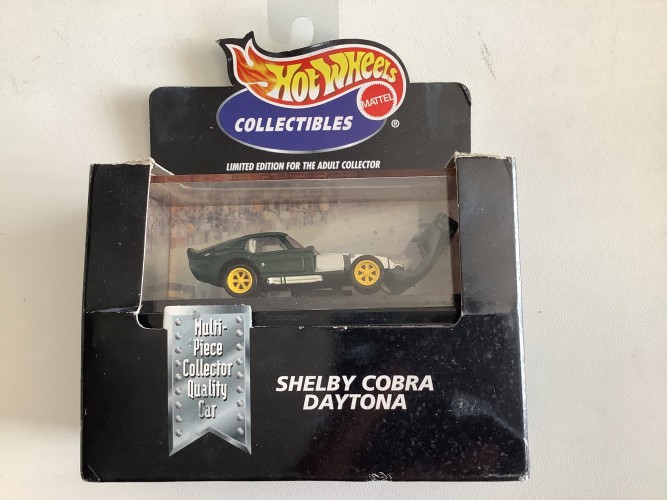 Hot Wheels
MATTEL
COLLECTIBLES
®
LIMITED EDITION FOR THE ADULT COLLECTOR
Multi-
Piece
Collector
Quality
Car
SHELBY COBRA
DAYTONA